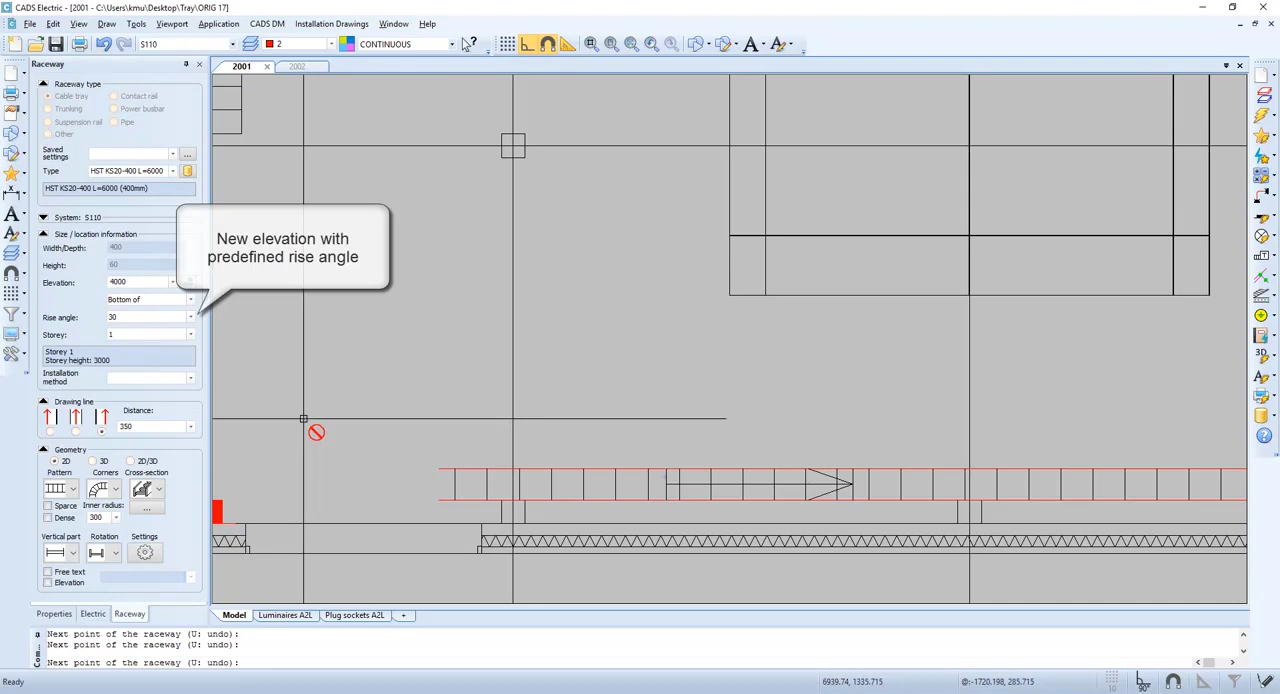 CADS Electric - [2001 - C:\Users\kmu\Desktop\Tray\ORIG 17]
File Edit View Draw Tools Viewport Application CADS DM Installation Drawings Window Help
S110 2 CONTINUOUS
Raceway
2001 2002
Raceway type
Cable tray Contact rail
Trunking Power busbar
Suspension rail Pipe
Other
Saved settings
Type HST KS20-400 L=6000
HST KS20-400 L=6000 (400mm)
System: S110
Size / location information
Width/Depth: 400
Height: 60
Elevation: 4000
Bottom of
Rise angle: 30
Storey: 1
Storey 1
Storey height: 3000
Installation method
New elevation with
predefined rise angle
Drawing line
Distance:
350
Geometry
2D 3D 2D/3D
Pattern Corners Cross-section
Sparce Inner radius:
Dense 300
Vertical part Rotation Settings
Free text
Elevation
Properties Electric Raceway
Model Luminaires A2L Plug sockets A2L +
Next point of the raceway (U: undo):
Next point of the raceway (U: undo):
Next point of the raceway (U: undo):
Com...
Ready 6939.74, 1335.715 @:-1720.198, 285.715 10 90°
3D